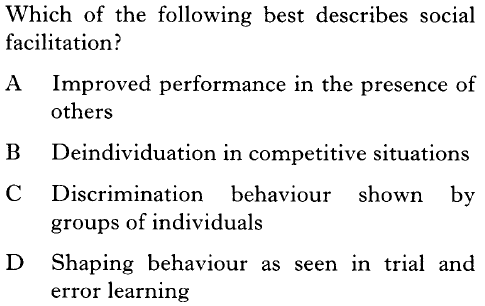 Which of the following best describes social
facilitation?
A Improved performance in the presence of
others
B Deindividuation in competitive situations
C Discrimination behaviour shown by
groups of individuals
D Shaping behaviour as seen in trial and
error learning